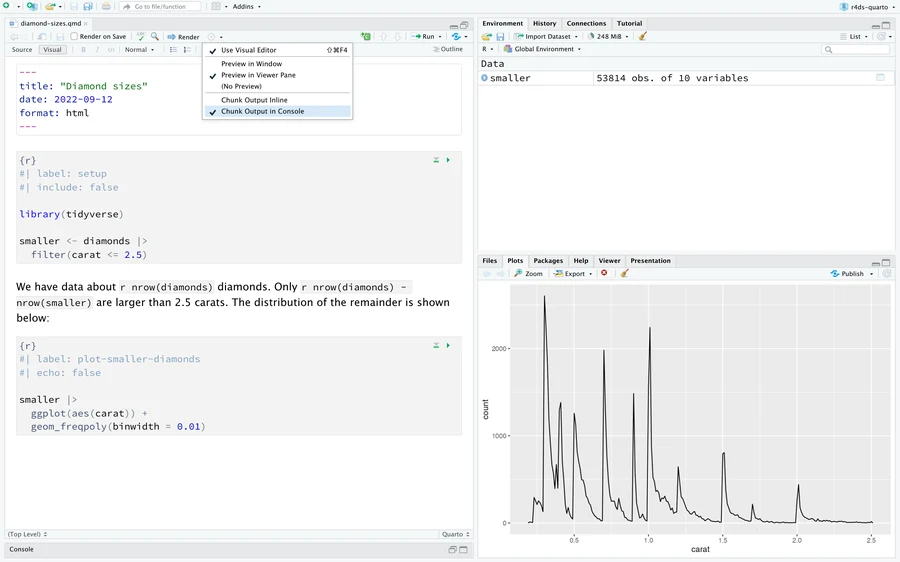 Go to file/function
Addins
r4ds-quarto
diamond-sizes.qmd
Render on Save
Render
Run
Source
Visual
B
I
Normal
Outline
Use Visual Editor ⇧⌘F4
Preview in Window
Preview in Viewer Pane
(No Preview)
Chunk Output Inline
Chunk Output in Console
---
title: "Diamond sizes"
date: 2022-09-12
format: html
---
{r}
#| label: setup
#| include: false
library(tidyverse)
smaller <- diamonds |>
filter(carat <= 2.5)
We have data about r nrow(diamonds) diamonds. Only r nrow(diamonds) -
nrow(smaller) are larger than 2.5 carats. The distribution of the remainder is shown
below:
{r}
#| label: plot-smaller-diamonds
#| echo: false
smaller |>
ggplot(aes(carat)) +
geom_freqpoly(binwidth = 0.01)
(Top Level)
Quarto
Console
Environment History Connections Tutorial
Import Dataset
248 MiB
List
R
Global Environment
Data
smaller 53814 obs. of 10 variables
Files Plots Packages Help Viewer Presentation
Zoom
Export
Publish
2000
1000
0
count
0.5 1.0 1.5 2.0 2.5
carat